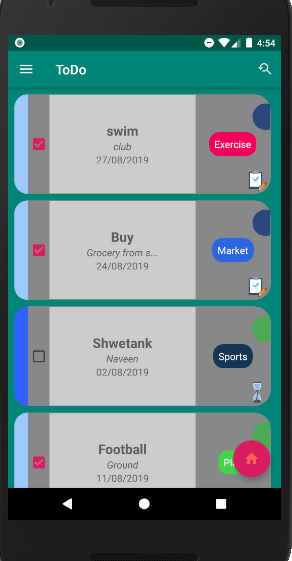 4:54
ToDo
swim
club
27/08/2019
Exercise
Buy
Grocery from s...
24/08/2019
Market
Shwetank
Naveen
02/08/2019
Sports
Football
Ground
11/08/2019